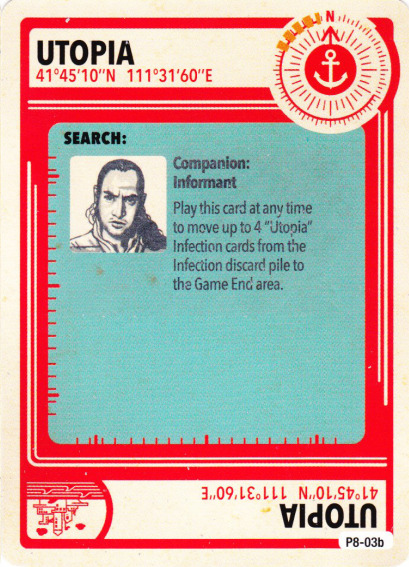 UTOPIA
41°45'10"N 111°31'60"E
N
SEARCH:
Companion:
Informant
Play this card at any time
to move up to 4 "Utopia"
Infection cards from the
Infection discard pile to
the Game End area.
41°45'10"N 111°31'60"E
UTOPIA
P8-03b